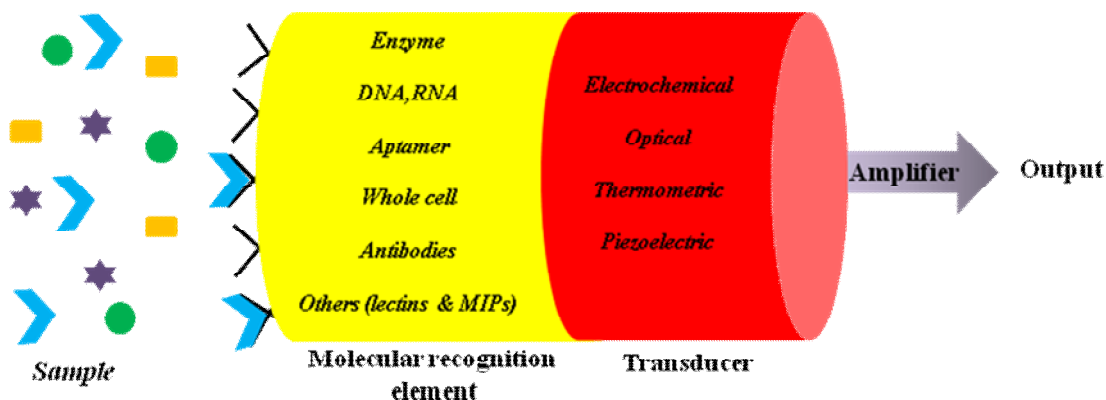 Enzyme
DNA,RNA
Aptamer
Whole cell
Antibodies
Others (lectins & MIPs)
Electrochemical
Optical
Thermometric
Piezoelectric
Amplifier
Output
Sample
Molecular recognition
element
Transducer